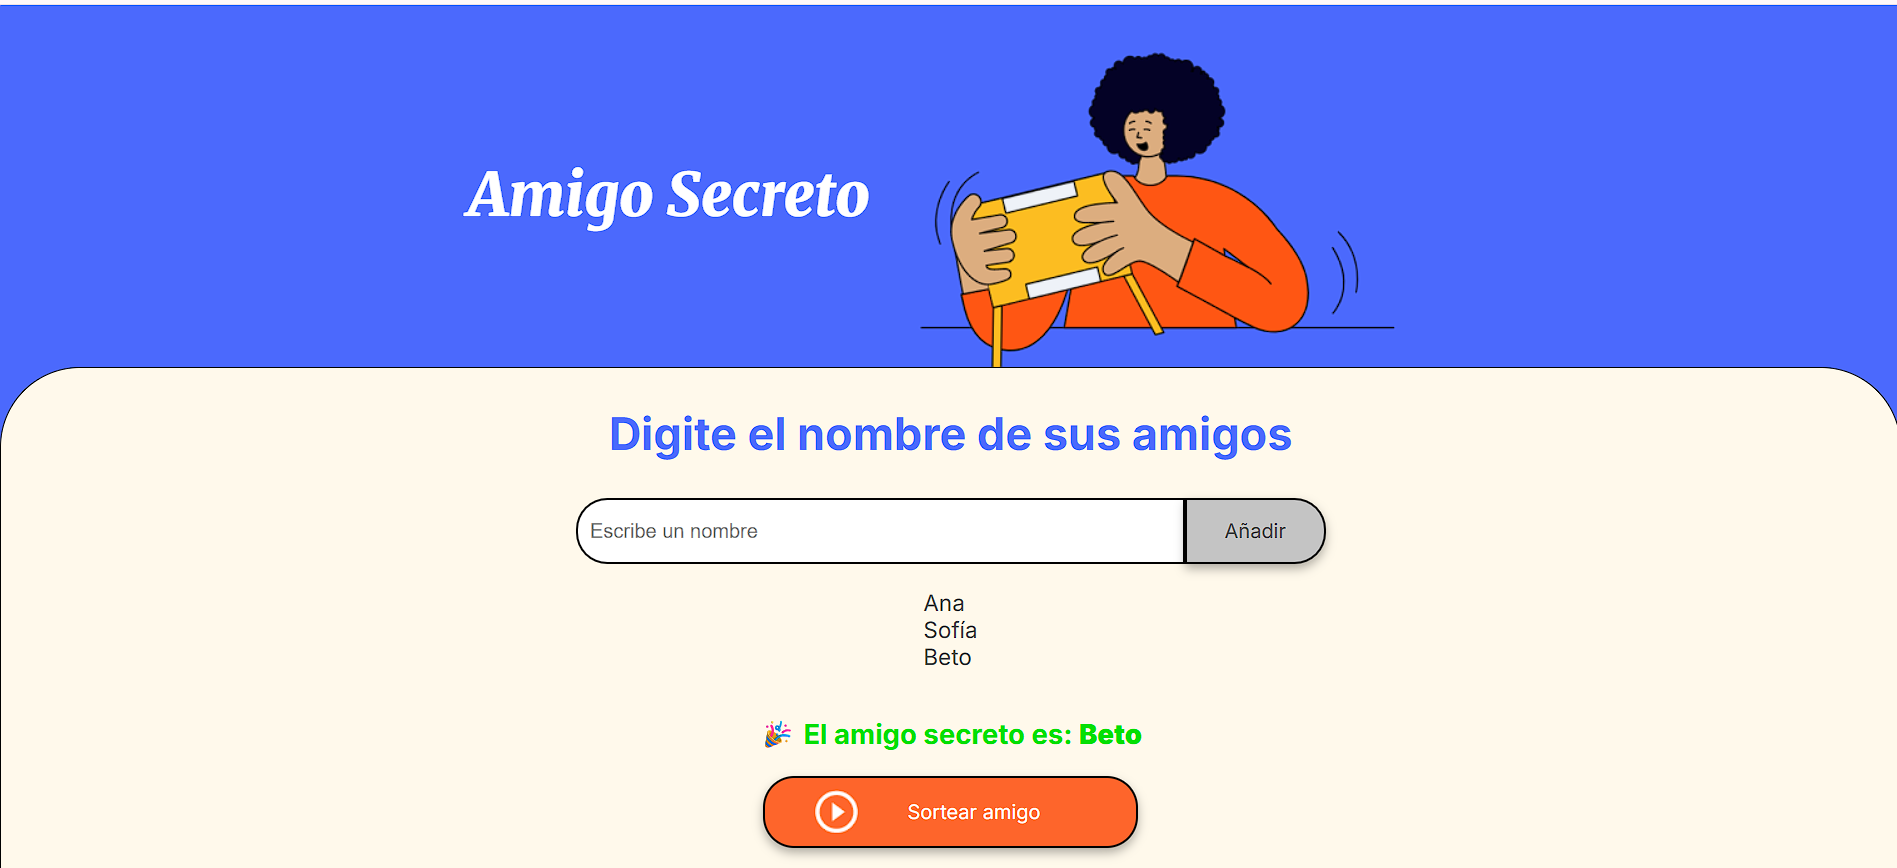 Amigo Secreto
Digite el nombre de sus amigos
Escribe un nombre
Añadir
Ana
Sofía
Beto
🎉 El amigo secreto es: Beto
Sortear amigo